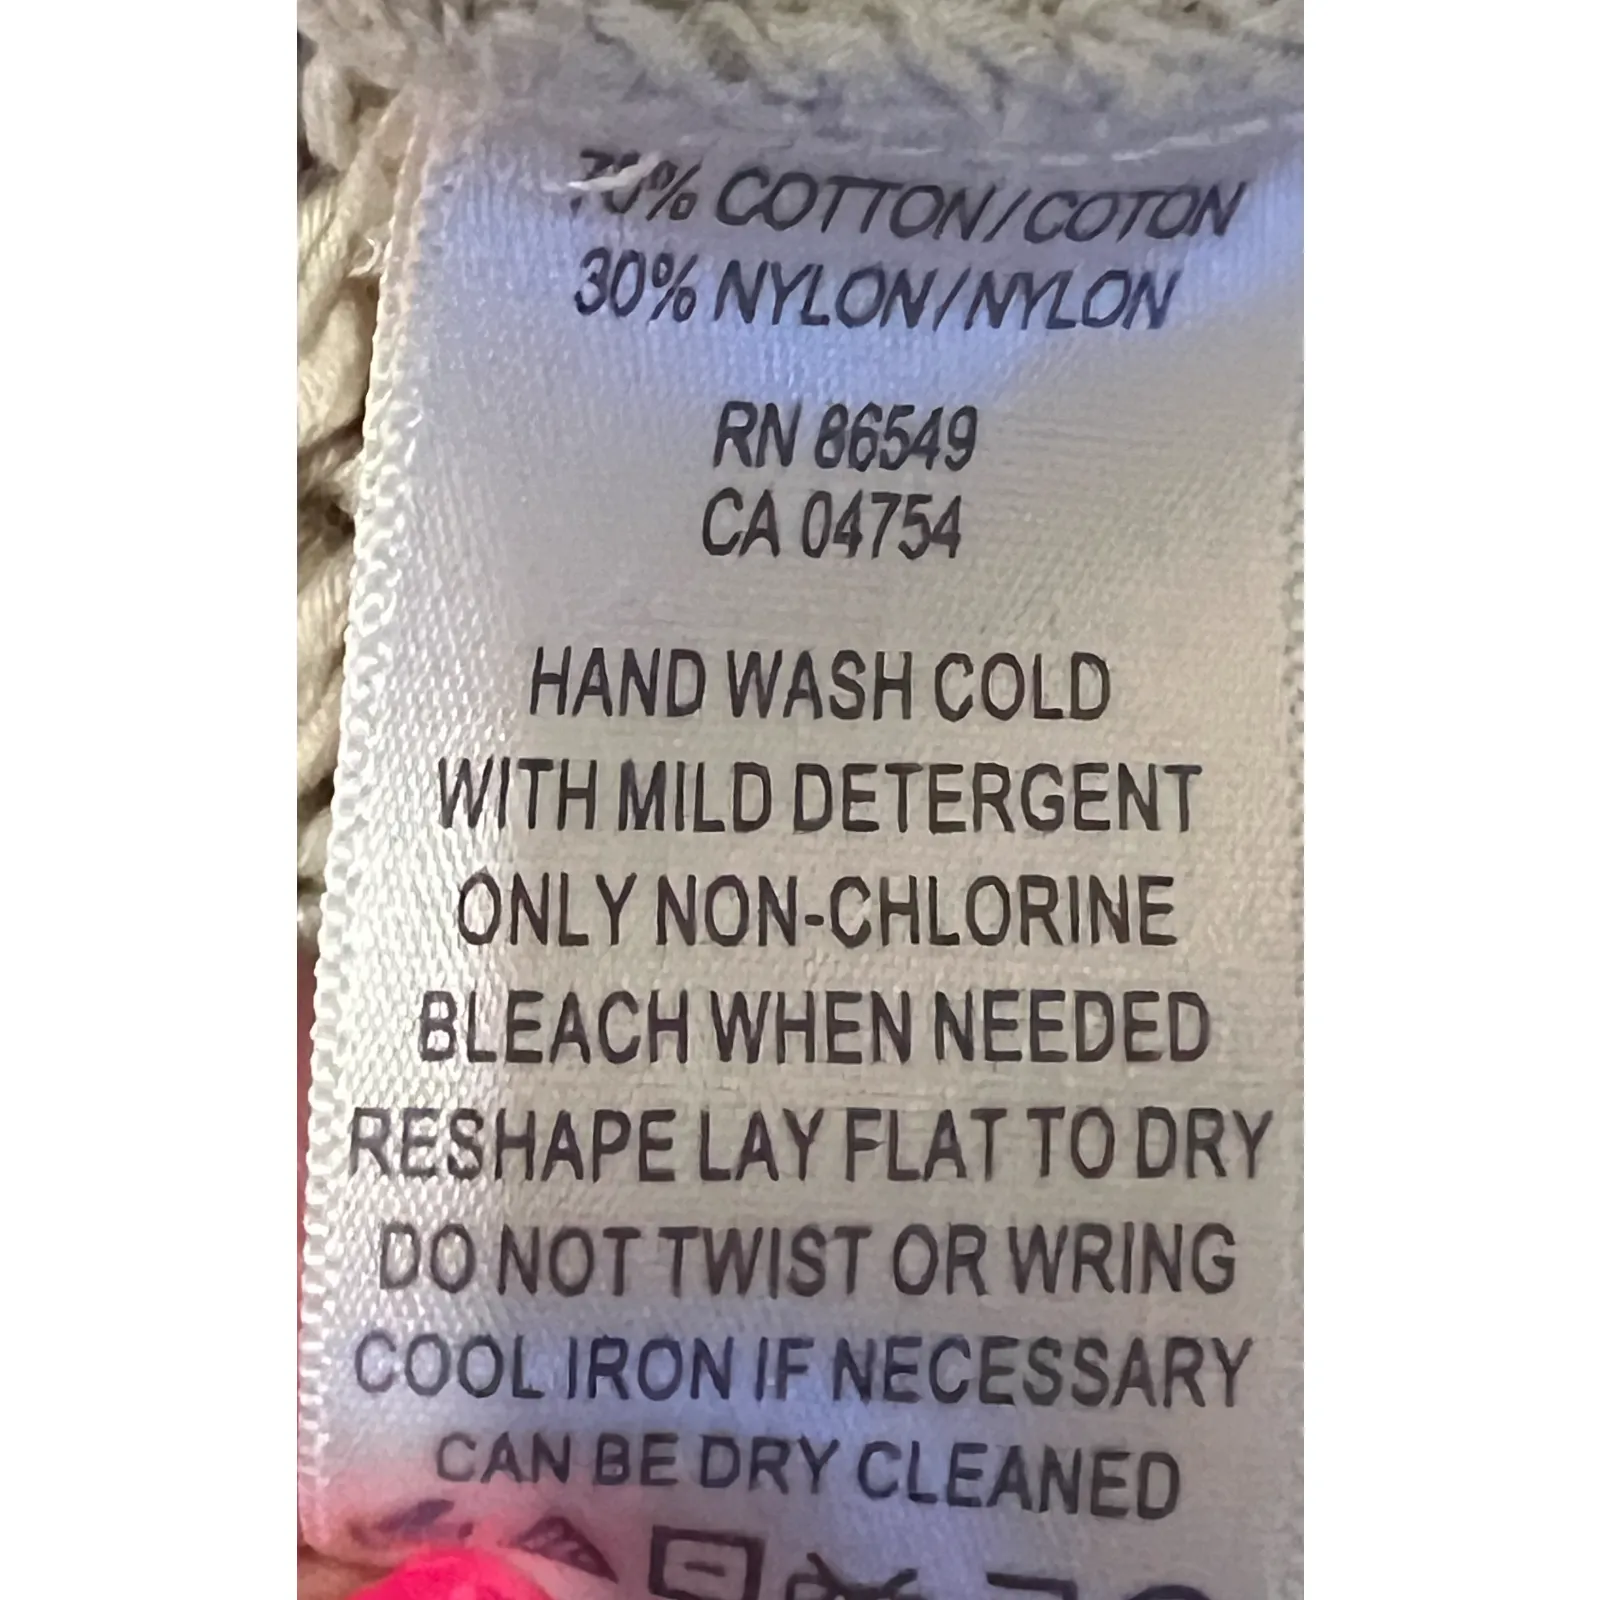 70% COTTON/COTON
30% NYLON/NYLON
RN 86549
CA 04754
HAND WASH COLD
WITH MILD DETERGENT
ONLY NON-CHLORINE
BLEACH WHEN NEEDED
RESHAPE LAY FLAT TO DRY
DO NOT TWIST OR WRING
COOL IRON IF NECESSARY
CAN BE DRY CLEANED